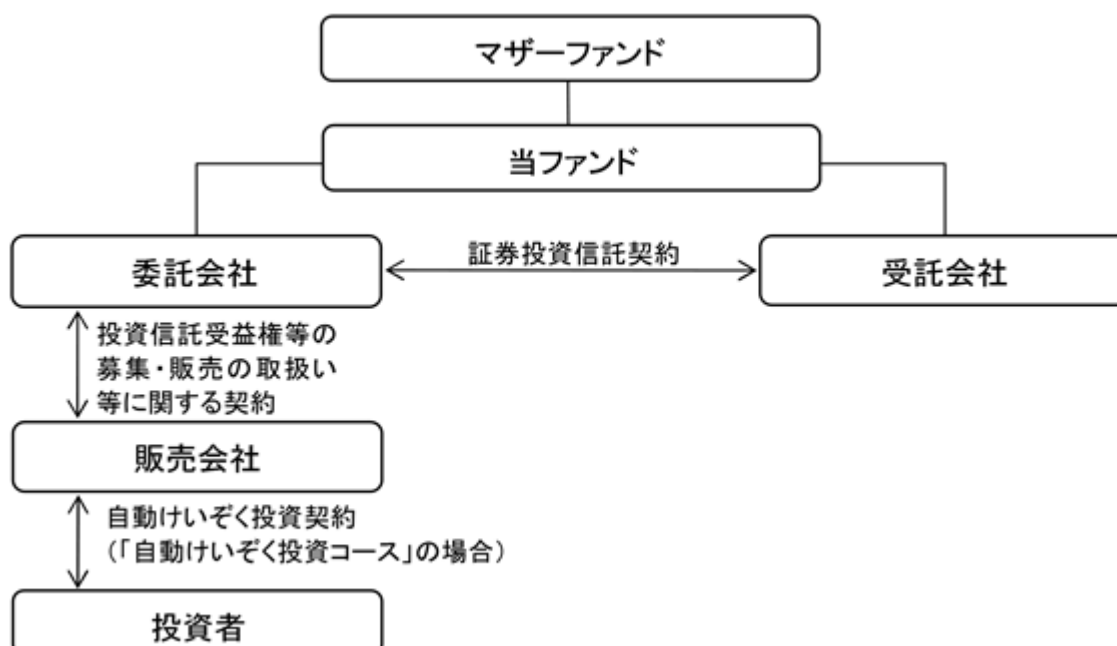 マザーファンド
当ファンド
委託会社
証券投資信託契約
受託会社
投資信託受益権等の
募集・販売の取扱い
等に関する契約
販売会社
自動けいぞく投資契約
(「自動けいぞく投資コース」の場合)
投資者